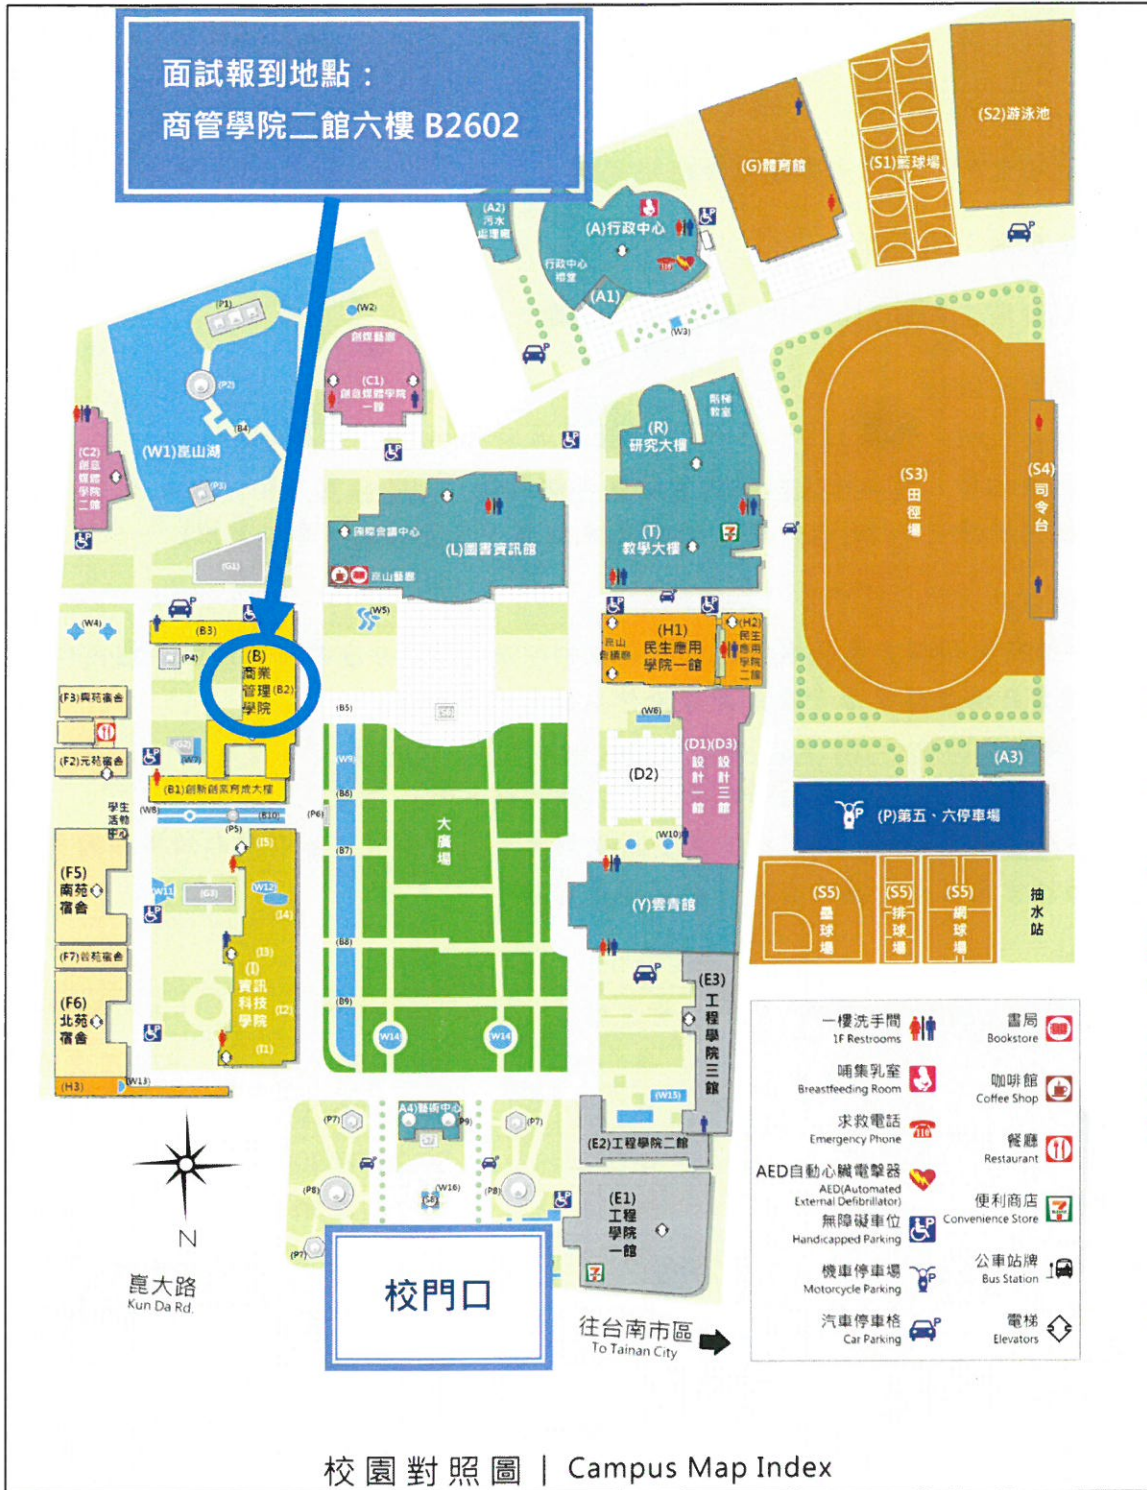 面試報到地點：
商管學院二館六樓 B2602
(S2)游泳池
(S1)籃球場
(G)體育館
(A2)
污水
處理廠
(A)行政中心
行政中心
禮堂
(A1)
(W3)
(P1)
(W2)
創媒藝廊
(C1)
創意媒體學院
一館
(P2)
(B4)
(W1)崑山湖
(C2)
創意
媒體
學院
二館
(P3)
階梯
教室
(R)
研究大樓
(S3)
田徑場
(S4)
司令台
國際會議中心
(L)圖書資訊館
崑山藝廊
(T)
教學大樓
(G1)
(W5)
(W4)
(B3)
(P4)
(B)
商業
管理(B2)
學院
崑山
會議廳
(H1)
民生應用
學院一館
(H2)
民生
應用
學院
二館
(F3)興苑宿舍
(F2)元苑宿舍
(B5)
(W9)
(B6)
(W8)
(D1)(D3)
設計一館
設計三館
(D2)
(A3)
(B1)創新創業育成大樓
學生
活動
中心
(W8)
(B10)
(P5)
(P6)
(B7)
大廣場
(W10)
(P)第五、六停車場
(I5)
(F5)
南苑
宿舍
(W11)
(G3)
(W12)
(I4)
(Y)雲青館
(S5)
壘球場
(S5)
排球場
(S5)
網球場
抽水站
(F7)
(I3)
(B8)
(I)
資訊
科技
學院
(I2)
(F6)
北苑
宿舍
(B9)
(E3)
工程學院三館
(I1)
(W14)
(W14)
(H3)
(W13)
(W15)
(P7)
(A4)藝術中心
(P9)
(P7)
(E2)工程學院二館
(P8)
(W16)
(P8)
(E1)
工程
學院
一館
(P7)
N
崑大路
Kun Da Rd.
校門口
往台南市區
To Tainan City
一樓洗手間
1F Restrooms
書局
Bookstore
哺集乳室
Breastfeeding Room
咖啡館
Coffee Shop
求救電話
Emergency Phone
餐廳
Restaurant
AED自動心臟電擊器
AED(Automated
External Defibrillator)
便利商店
Convenience Store
無障礙車位
Handicapped Parking
公車站牌
Bus Station
機車停車場
Motorcycle Parking
電梯
Elevators
汽車停車格
Car Parking
校園對照圖 | Campus Map Index